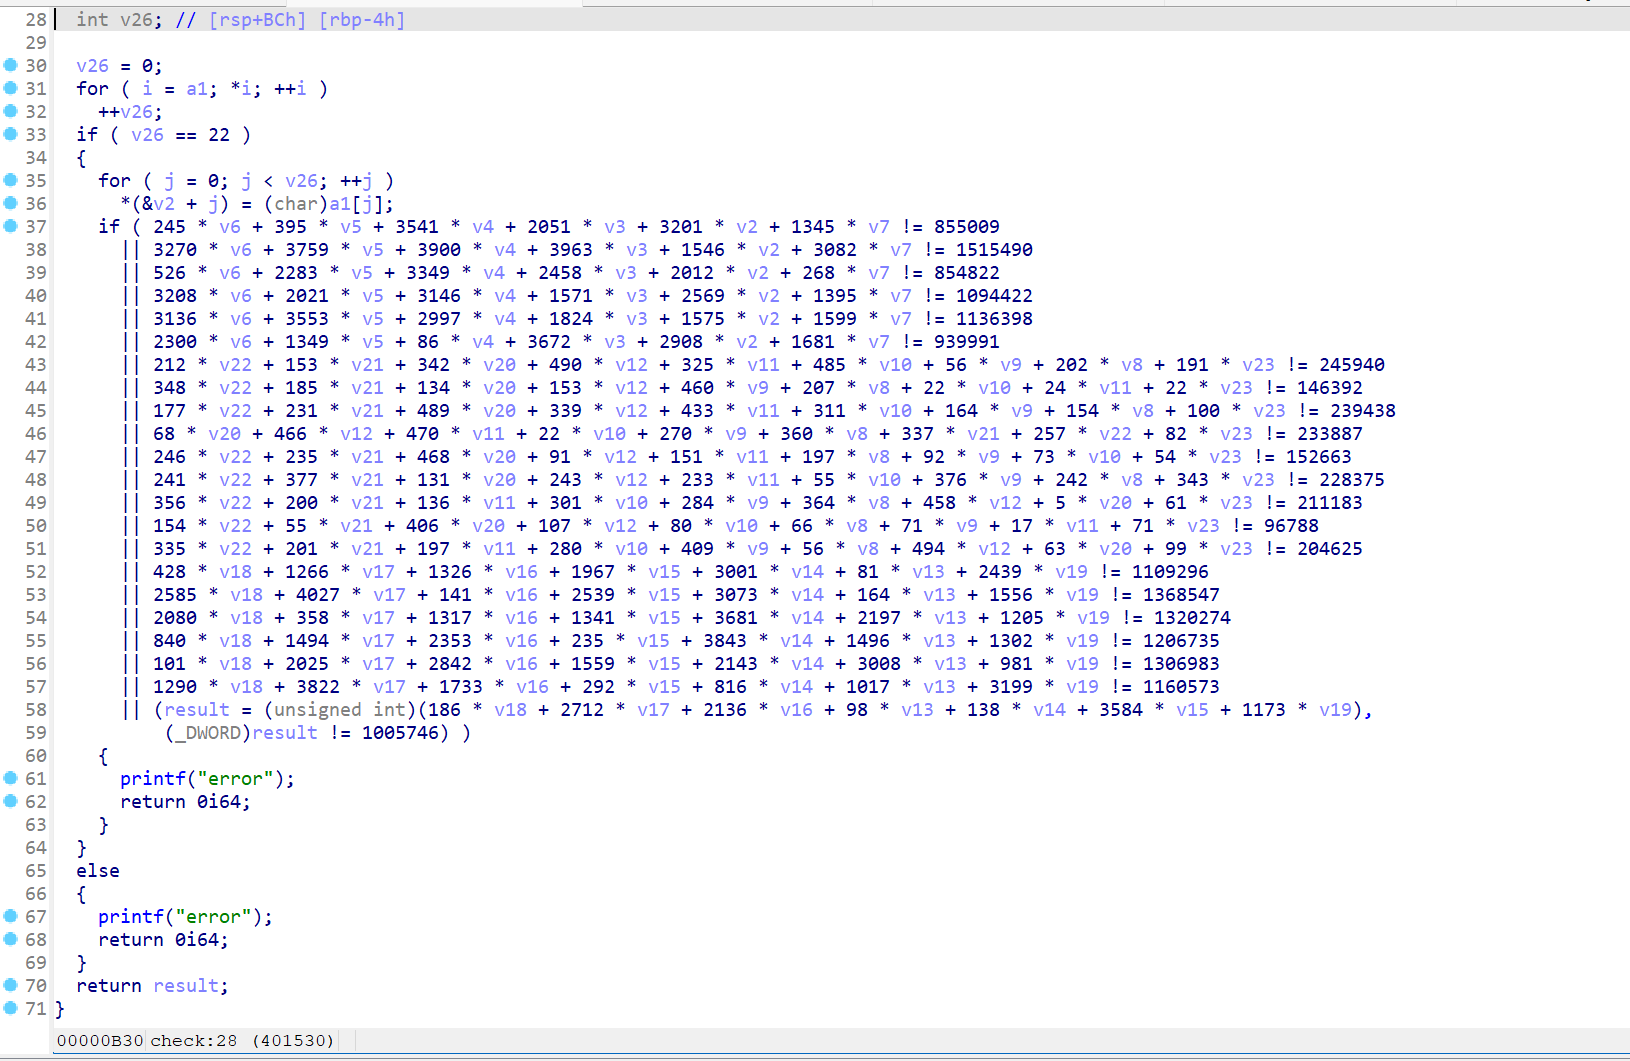 28 int v26; // [rsp+BCh] [rbp-4h]
29
30 v26 = 0;
31 for ( i = a1; *i; ++i )
32 ++v26;
33 if ( v26 == 22 )
34 {
35 for ( j = 0; j < v26; ++j )
36 *(&v2 + j) = (char)a1[j];
37 if ( 245 * v6 + 395 * v5 + 3541 * v4 + 2051 * v3 + 3201 * v2 + 1345 * v7 != 855009
38 || 3270 * v6 + 3759 * v5 + 3900 * v4 + 3963 * v3 + 1546 * v2 + 3082 * v7 != 1515490
39 || 526 * v6 + 2283 * v5 + 3349 * v4 + 2458 * v3 + 2012 * v2 + 268 * v7 != 854822
40 || 3208 * v6 + 2021 * v5 + 3146 * v4 + 1571 * v3 + 2569 * v2 + 1395 * v7 != 1094422
41 || 3136 * v6 + 3553 * v5 + 2997 * v4 + 1824 * v3 + 1575 * v2 + 1599 * v7 != 1136398
42 || 2300 * v6 + 1349 * v5 + 86 * v4 + 3672 * v3 + 2908 * v2 + 1681 * v7 != 939991
43 || 212 * v22 + 153 * v21 + 342 * v20 + 490 * v12 + 325 * v11 + 485 * v10 + 56 * v9 + 202 * v8 + 191 * v23 != 245940
44 || 348 * v22 + 185 * v21 + 134 * v20 + 153 * v12 + 460 * v9 + 207 * v8 + 22 * v10 + 24 * v11 + 22 * v23 != 146392
45 || 177 * v22 + 231 * v21 + 489 * v20 + 339 * v12 + 433 * v11 + 311 * v10 + 164 * v9 + 154 * v8 + 100 * v23 != 239438
46 || 68 * v20 + 466 * v12 + 470 * v11 + 22 * v10 + 270 * v9 + 360 * v8 + 337 * v21 + 257 * v22 + 82 * v23 != 233887
47 || 246 * v22 + 235 * v21 + 468 * v20 + 91 * v12 + 151 * v11 + 197 * v8 + 92 * v9 + 73 * v10 + 54 * v23 != 152663
48 || 241 * v22 + 377 * v21 + 131 * v20 + 243 * v12 + 233 * v11 + 55 * v10 + 376 * v9 + 242 * v8 + 343 * v23 != 228375
49 || 356 * v22 + 200 * v21 + 136 * v11 + 301 * v10 + 284 * v9 + 364 * v8 + 458 * v12 + 5 * v20 + 61 * v23 != 211183
50 || 154 * v22 + 55 * v21 + 406 * v20 + 107 * v12 + 80 * v10 + 66 * v8 + 71 * v9 + 17 * v11 + 71 * v23 != 96788
51 || 335 * v22 + 201 * v21 + 197 * v11 + 280 * v10 + 409 * v9 + 56 * v8 + 494 * v12 + 63 * v20 + 99 * v23 != 204625
52 || 428 * v18 + 1266 * v17 + 1326 * v16 + 1967 * v15 + 3001 * v14 + 81 * v13 + 2439 * v19 != 1109296
53 || 2585 * v18 + 4027 * v17 + 141 * v16 + 2539 * v15 + 3073 * v14 + 164 * v13 + 1556 * v19 != 1368547
54 || 2080 * v18 + 358 * v17 + 1317 * v16 + 1341 * v15 + 3681 * v14 + 2197 * v13 + 1205 * v19 != 1320274
55 || 840 * v18 + 1494 * v17 + 2353 * v16 + 235 * v15 + 3843 * v14 + 1496 * v13 + 1302 * v19 != 1206735
56 || 101 * v18 + 2025 * v17 + 2842 * v16 + 1559 * v15 + 2143 * v14 + 3008 * v13 + 981 * v19 != 1306983
57 || 1290 * v18 + 3822 * v17 + 1733 * v16 + 292 * v15 + 816 * v14 + 1017 * v13 + 3199 * v19 != 1160573
58 || (result = (unsigned int)(186 * v18 + 2712 * v17 + 2136 * v16 + 98 * v13 + 138 * v14 + 3584 * v15 + 1173 * v19),
59 (_DWORD)result != 1005746) )
60 {
61 printf("error");
62 return 0i64;
63 }
64 }
65 else
66 {
67 printf("error");
68 return 0i64;
69 }
70 return result;
71 }
00000B30 check:28 (401530)